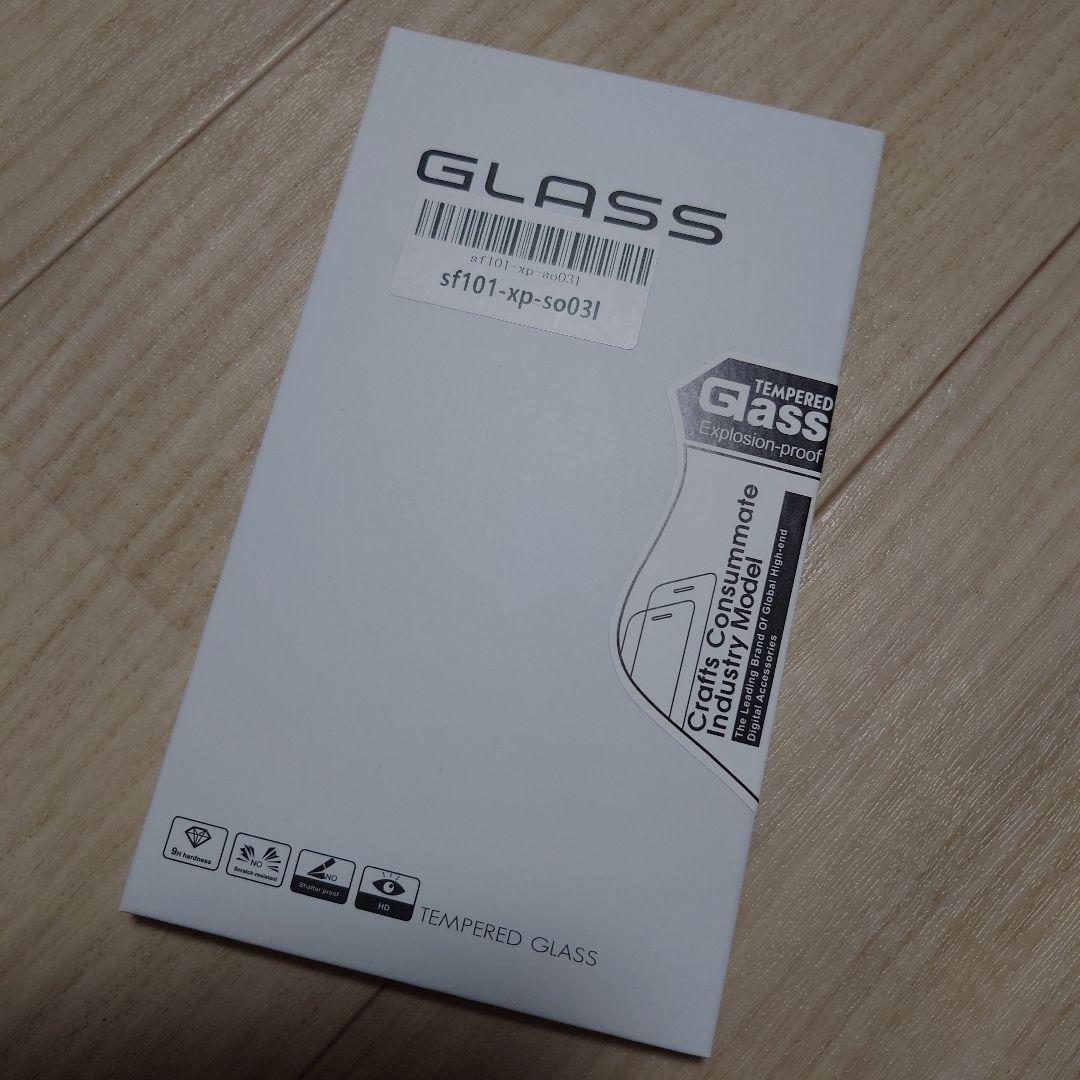 GLASS
sf101-xp-so03l
sf101-xp-so03l
TEMPERED
Glass
Explosion-proof
Crafts Consummate
Industry Model
The Leading Brand Of Global High-end
Digital Accessories
9H hardness
NO
Scratch-resistant
NO
Shatter proof
HD
TEMPERED GLASS